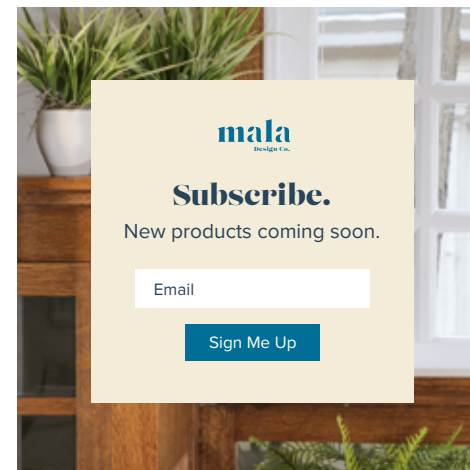 mala
Design Co.
Subscribe.
New products coming soon.
Email
Sign Me Up